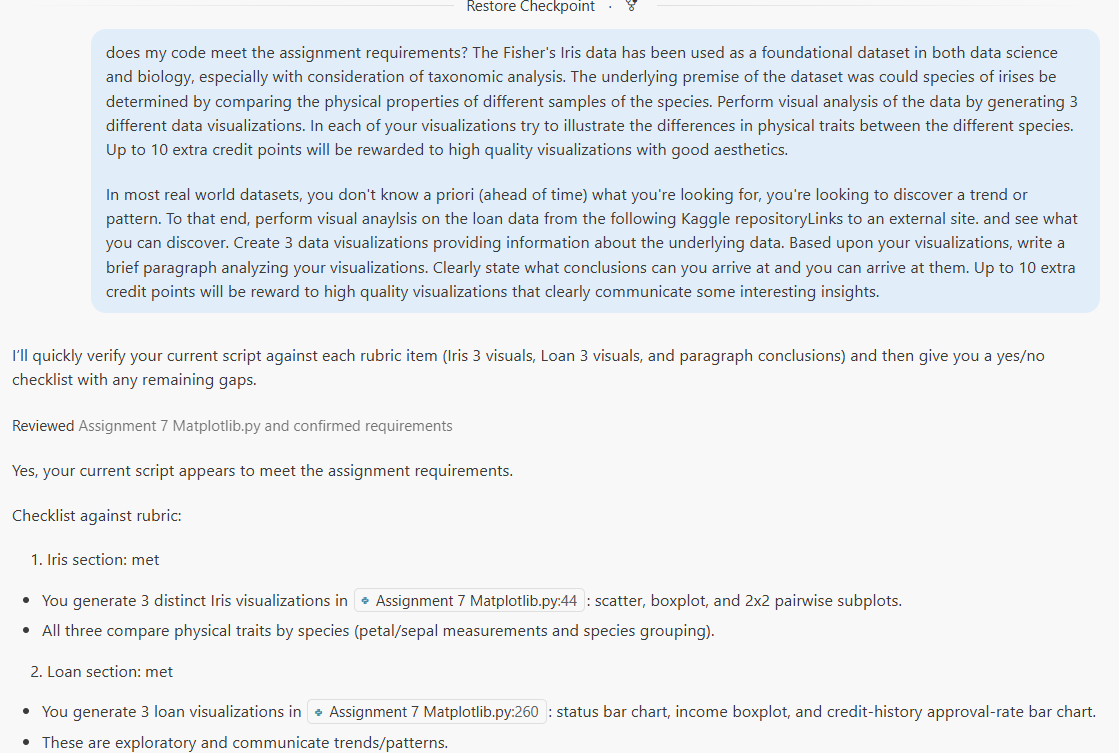 Restore Checkpoint ·
does my code meet the assignment requirements? The Fisher's Iris data has been used as a foundational dataset in both data science
and biology, especially with consideration of taxonomic analysis. The underlying premise of the dataset was could species of irises be
determined by comparing the physical properties of different samples of the species. Perform visual analysis of the data by generating 3
different data visualizations. In each of your visualizations try to illustrate the differences in physical traits between the different species.
Up to 10 extra credit points will be rewarded to high quality visualizations with good aesthetics.
In most real world datasets, you don't know a priori (ahead of time) what you're looking for, you're looking to discover a trend or
pattern. To that end, perform visual anaylsis on the loan data from the following Kaggle repositoryLinks to an external site. and see what
you can discover. Create 3 data visualizations providing information about the underlying data. Based upon your visualizations, write a
brief paragraph analyzing your visualizations. Clearly state what conclusions can you arrive at and you can arrive at them. Up to 10 extra
credit points will be reward to high quality visualizations that clearly communicate some interesting insights.
I'll quickly verify your current script against each rubric item (Iris 3 visuals, Loan 3 visuals, and paragraph conclusions) and then give you a yes/no
checklist with any remaining gaps.
Reviewed Assignment 7 Matplotlib.py and confirmed requirements
Yes, your current script appears to meet the assignment requirements.
Checklist against rubric:
1. Iris section: met
• You generate 3 distinct Iris visualizations in Assignment 7 Matplotlib.py:44 : scatter, boxplot, and 2x2 pairwise subplots.
• All three compare physical traits by species (petal/sepal measurements and species grouping).
2. Loan section: met
• You generate 3 loan visualizations in Assignment 7 Matplotlib.py:260 : status bar chart, income boxplot, and credit-history approval-rate bar chart.
• These are exploratory and communicate trends/patterns.